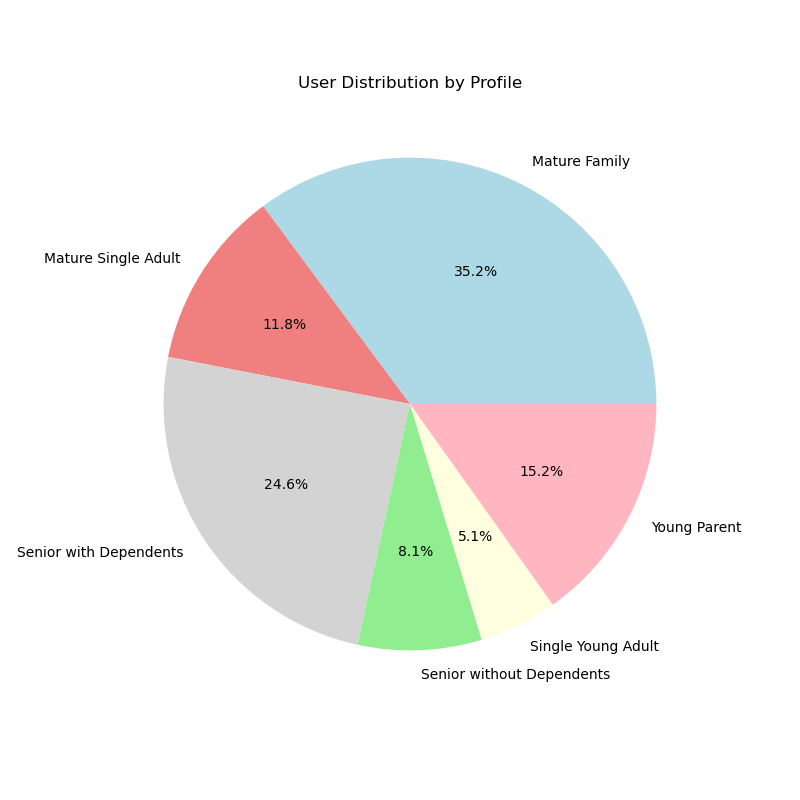 User Distribution by Profile
Mature Family
35.2%
Mature Single Adult
11.8%
Senior with Dependents
24.6%
Senior without Dependents
8.1%
Single Young Adult
5.1%
Young Parent
15.2%